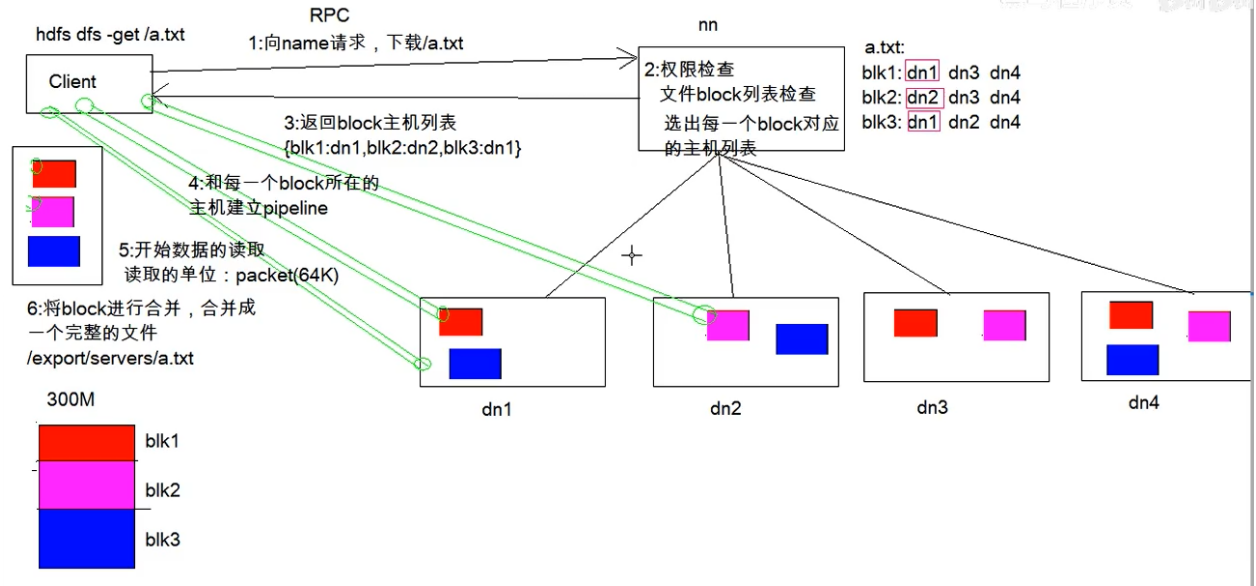 hdfs dfs -get /a.txt
RPC
1:向name请求，下载/a.txt
nn
Client
2:权限检查
文件block列表检查
选出每一个block对应
的主机列表
a.txt:
blk1: dn1 dn3 dn4
blk2: dn2 dn3 dn4
blk3: dn1 dn2 dn4
3:返回block主机列表
{blk1:dn1,blk2:dn2,blk3:dn1}
4:和每一个block所在的
主机建立pipeline
5:开始数据的读取
读取的单位：packet(64K)
6:将block进行合并，合并成
一个完整的文件
/export/servers/a.txt
dn1
dn2
dn3
dn4
300M
blk1
blk2
blk3